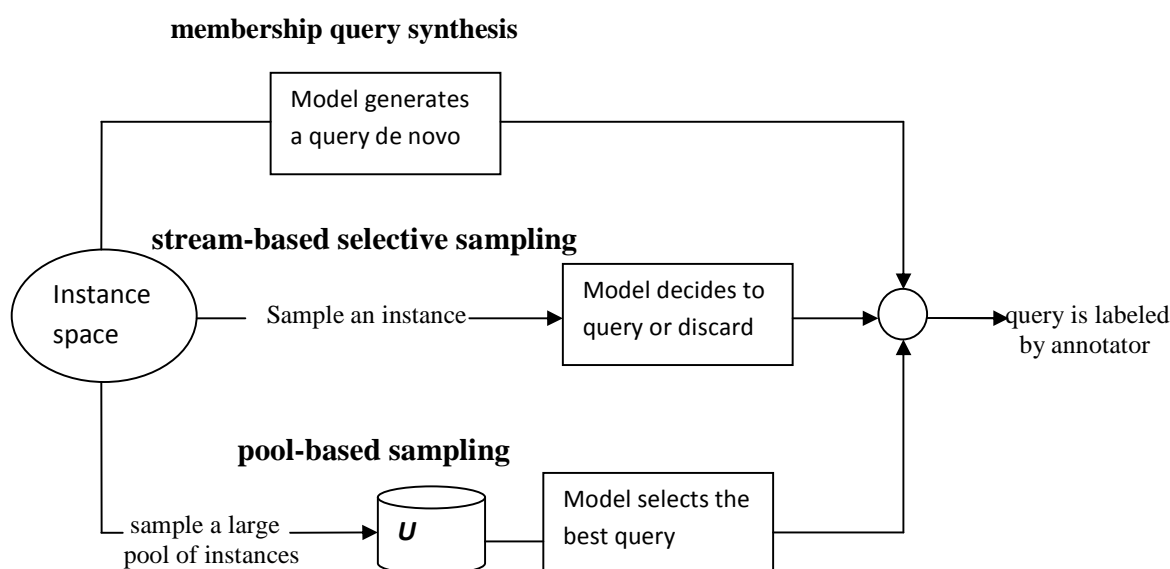 membership query synthesis
Model generates
a query de novo
stream-based selective sampling
Instance
space
Sample an instance
Model decides to
query or discard
query is labeled
by annotator
pool-based sampling
sample a large
pool of instances
U
Model selects the
best query